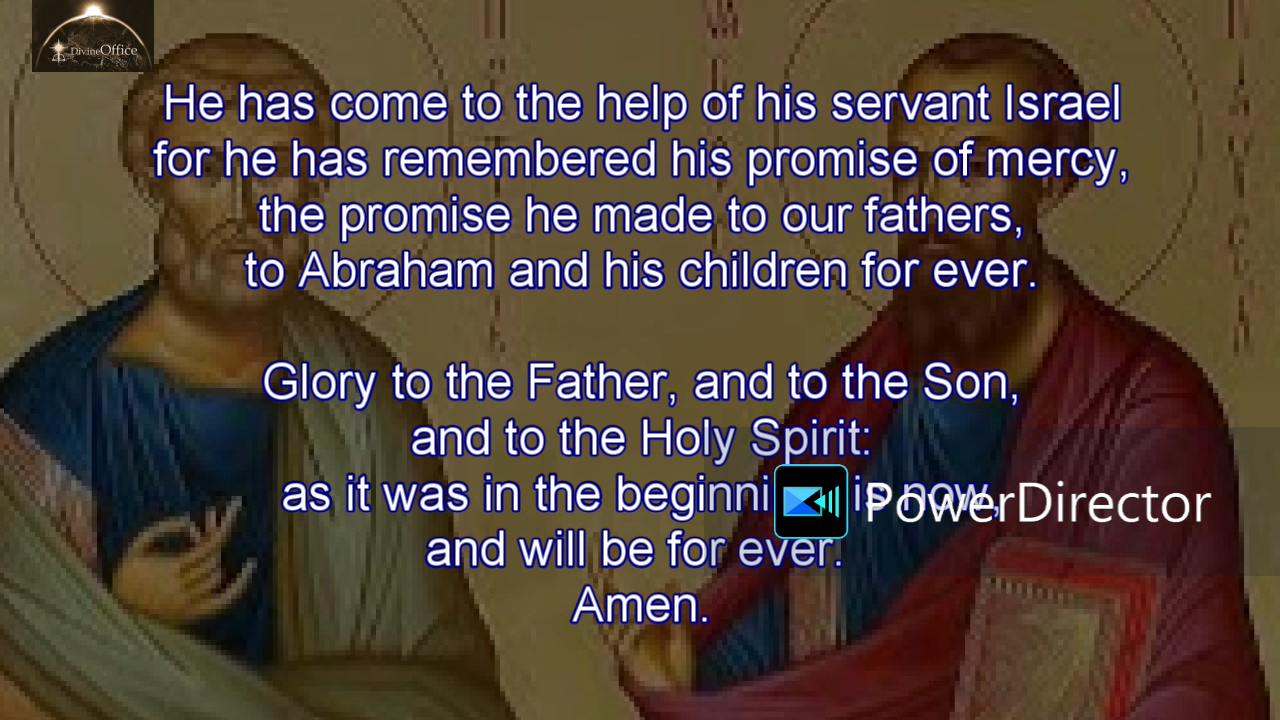 DivineOffice
He has come to the help of his servant Israel
for he has remembered his promise of mercy,
the promise he made to our fathers,
to Abraham and his children for ever.
Glory to the Father, and to the Son,
and to the Holy Spirit:
as it was in the beginni is now,
PowerDirector
and will be for ever.
Amen.